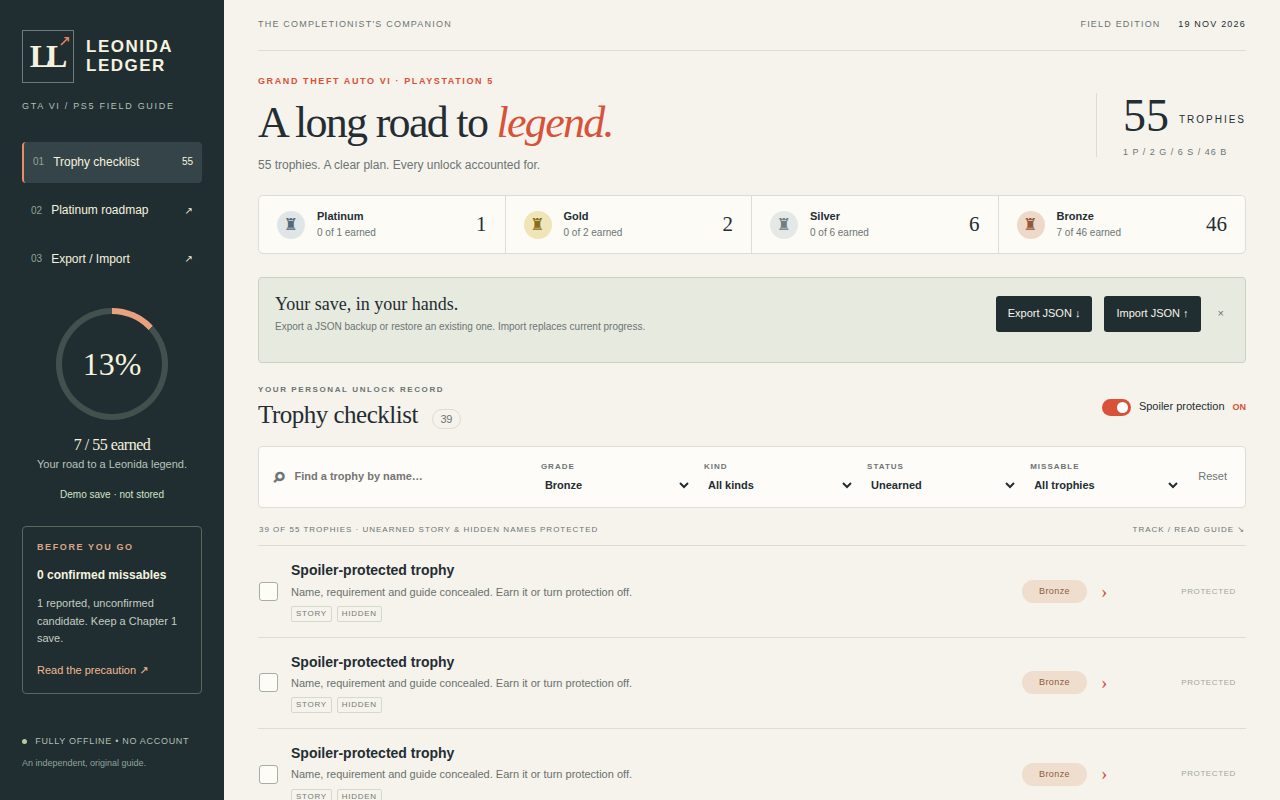 LL↗
LEONIDA
LEDGER
GTA VI / PS5 FIELD GUIDE
01 Trophy checklist 55
02 Platinum roadmap ↗
03 Export / Import ↗
13%
7 / 55 earned
Your road to a Leonida legend.
Demo save · not stored
BEFORE YOU GO
0 confirmed missables
1 reported, unconfirmed
candidate. Keep a Chapter 1
save.
Read the precaution ↗
FULLY OFFLINE • NO ACCOUNT
An independent, original guide.
THE COMPLETIONIST'S COMPANION
FIELD EDITION 19 NOV 2026
GRAND THEFT AUTO VI · PLAYSTATION 5
A long road to legend.
55 trophies. A clear plan. Every unlock accounted for.
55 TROPHIES
1 P / 2 G / 6 S / 46 B
Platinum
0 of 1 earned
1
Gold
0 of 2 earned
2
Silver
0 of 6 earned
6
Bronze
7 of 46 earned
46
Your save, in your hands.
Export a JSON backup or restore an existing one. Import replaces current progress.
Export JSON ↓
Import JSON ↑
×
YOUR PERSONAL UNLOCK RECORD
Trophy checklist 39
Spoiler protection ON
Find a trophy by name…
GRADE
Bronze
KIND
All kinds
STATUS
Unearned
MISSABLE
All trophies
Reset
39 OF 55 TROPHIES · UNEARNED STORY & HIDDEN NAMES PROTECTED
TRACK / READ GUIDE ↘
Spoiler-protected trophy
Name, requirement and guide concealed. Earn it or turn protection off.
STORY HIDDEN
Bronze › PROTECTED
Spoiler-protected trophy
Name, requirement and guide concealed. Earn it or turn protection off.
STORY HIDDEN
Bronze › PROTECTED
Spoiler-protected trophy
Name, requirement and guide concealed. Earn it or turn protection off.
STORY HIDDEN
Bronze › PROTECTED